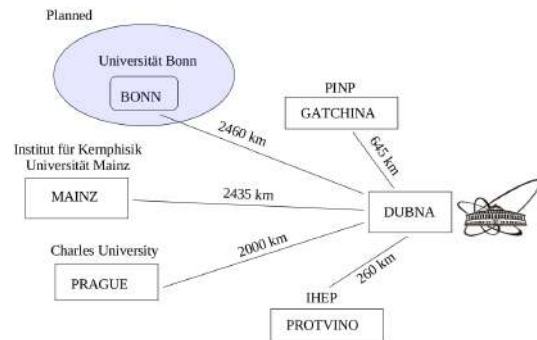 Planned
Universität Bonn
BONN
PINP
GATCHINA
2460 km
645 km
Institut für Kemphisik
Universität Mainz
MAINZ
2435 km
DUBNA
Charles University
PRAGUE
2000 km
260 km
IHEP
PROTVINO